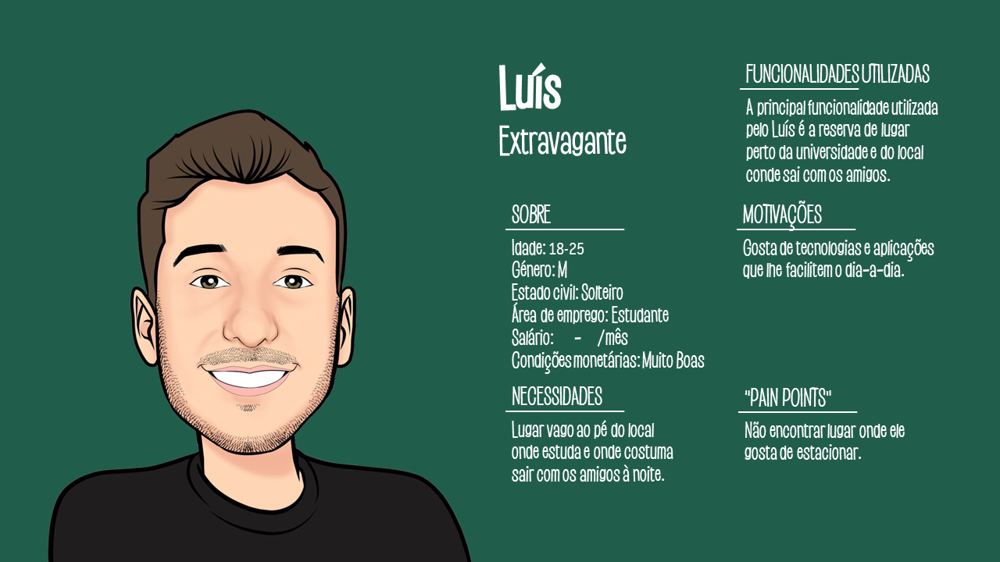 Luís
Extravagante
SOBRE
Idade: 18-25
Género: M
Estado civil: Solteiro
Área de emprego: Estudante
Salário: - /mês
Condições monetárias: Muito Boas
NECESSIDADES
Lugar vago ao pé do local
onde estuda e onde costuma
sair com os amigos à noite.
FUNCIONALIDADES UTILIZADAS
A principal funcionalidade utilizada
pelo Luís é a reserva de lugar
perto da universidade e do local
conde sai com os amigos.
MOTIVAÇÕES
Gosta de tecnologias e aplicações
que lhe facilitem o dia-a-dia.
"PAIN POINTS"
Não encontrar lugar onde ele
gosta de estacionar.